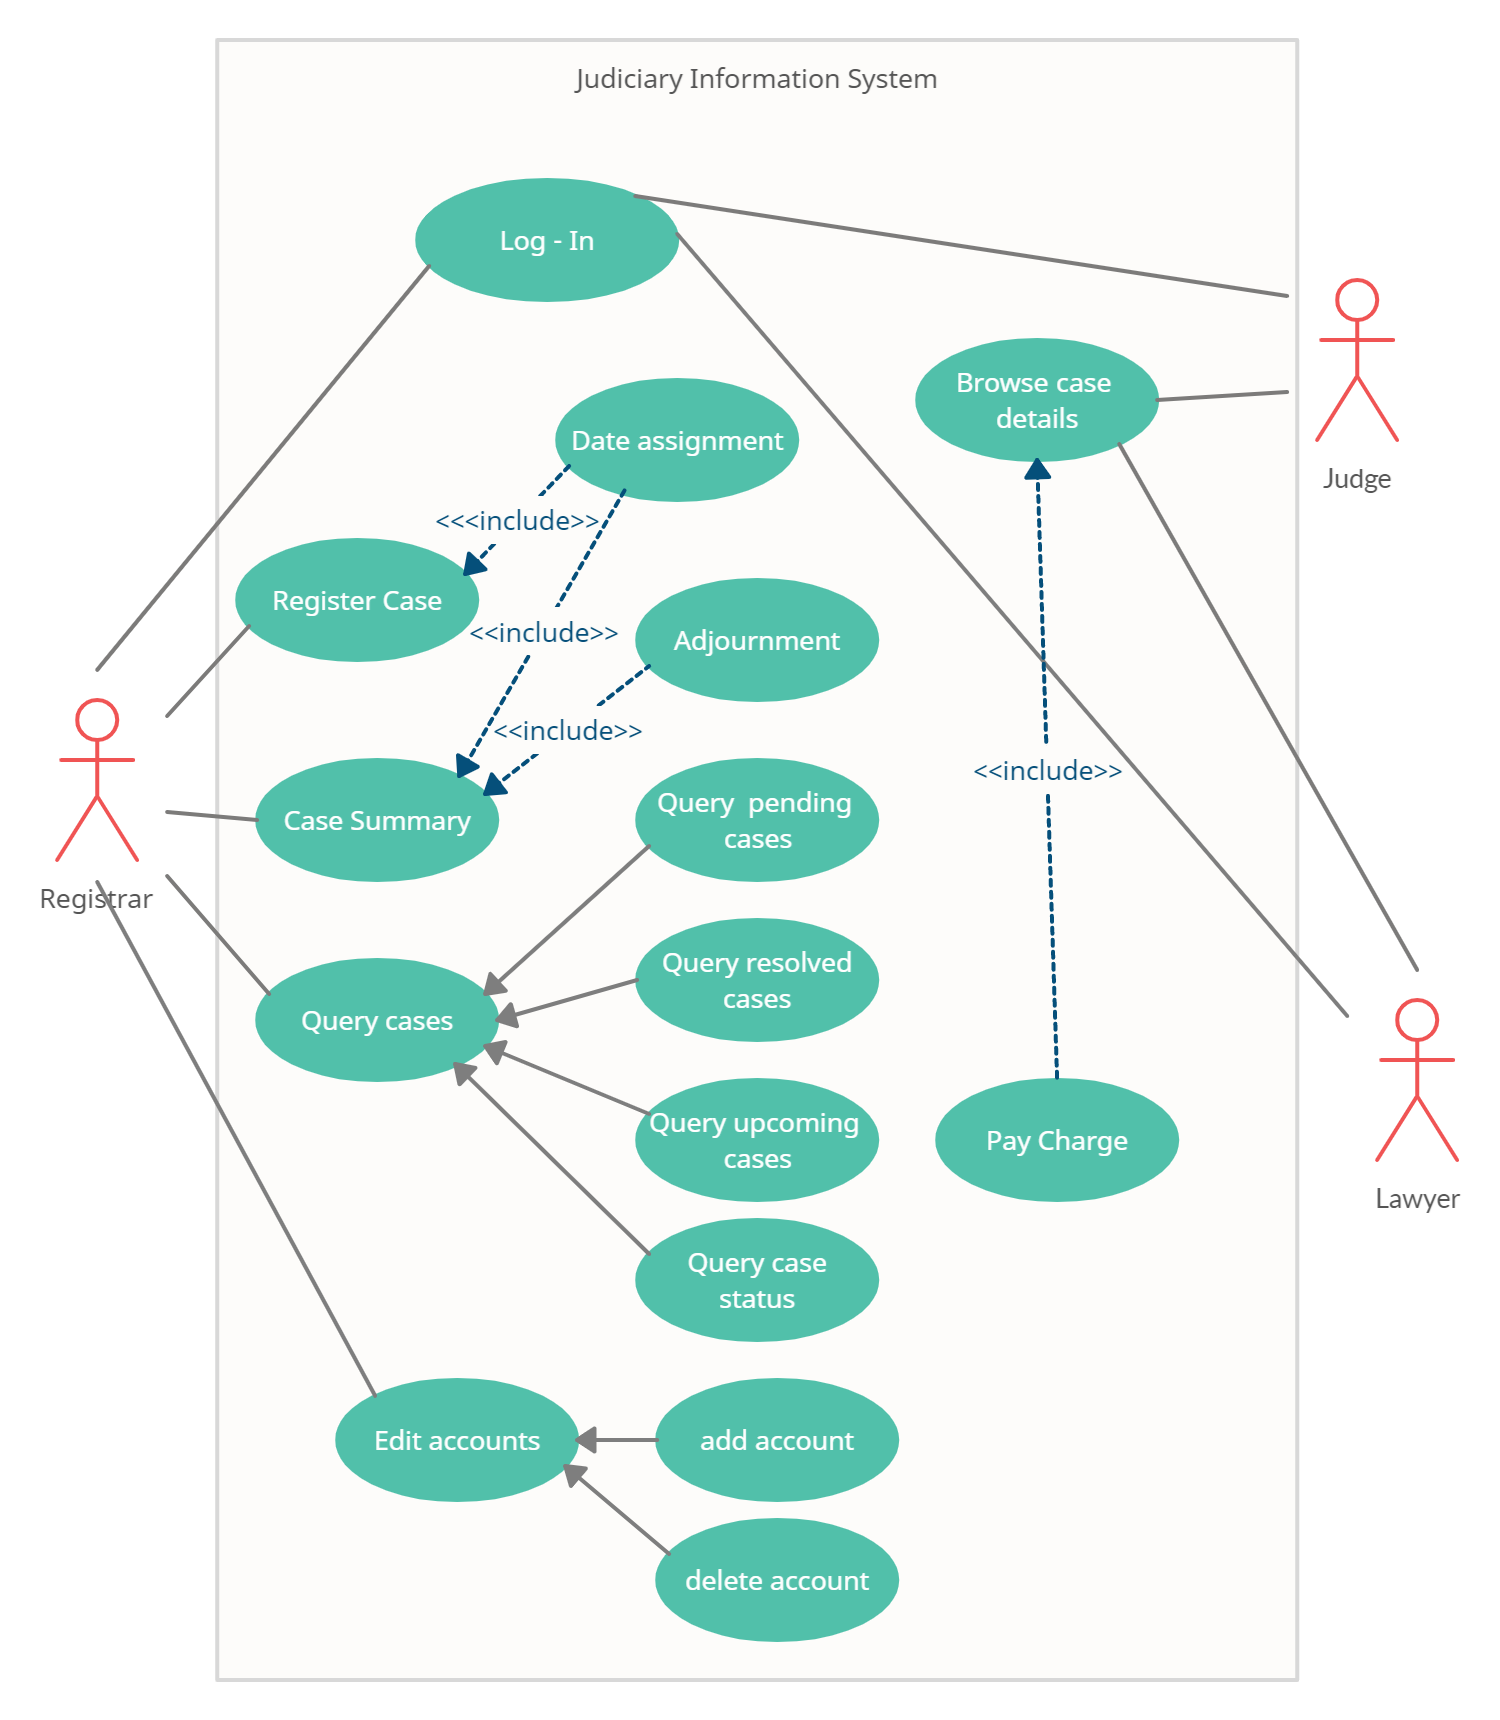 Judiciary Information System
Log - In
Browse case
details
Date assignment
Judge
<<<include>>
Register Case
<<include>>
Adjournment
<<include>>
<<include>>
Case Summary
Query  pending
cases
Registrar
Query resolved
cases
Query cases
Query upcoming
cases
Pay Charge
Lawyer
Query case
status
Edit accounts
add account
delete account